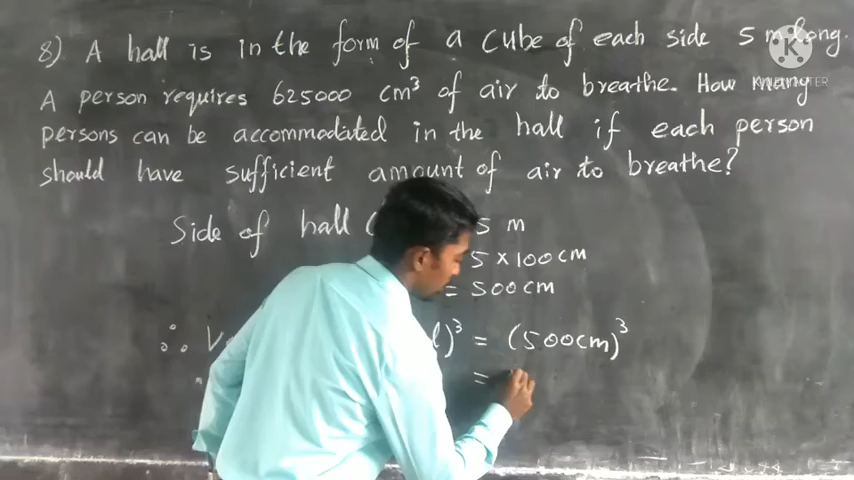 8) A hall is in the form of a cube of each side 5 m long.
A person requires 625000 cm³ of air to breathe. How many
persons can be accommodated in the hall if each person
should have sufficient amount of air to breathe?
Side of hall ( 5 m
5 × 100 cm
= 500 cm
∴ V l)³ = (500 cm)³
=
K